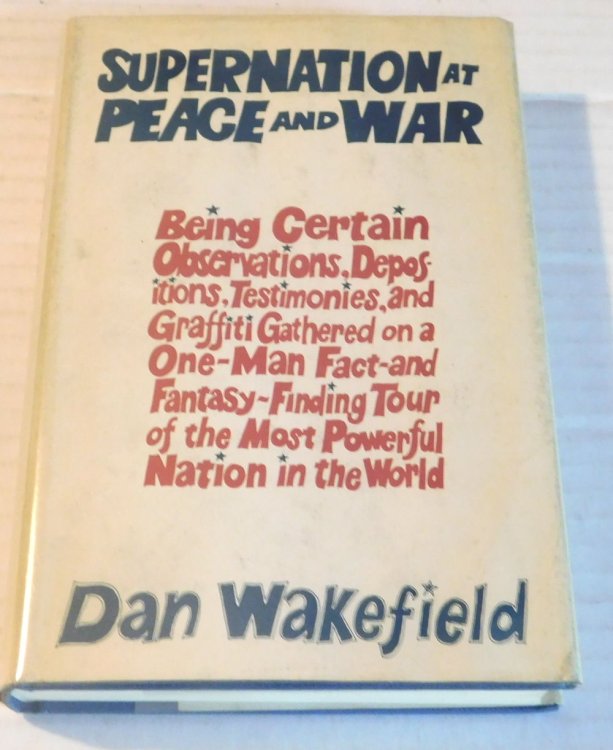 SUPERNATION AT
PEACE AND WAR
Being Certain
Observations, Depos-
itions, Testimonies, and
Graffiti Gathered on a
One-Man Fact-and
Fantasy-Finding Tour
of the Most Powerful
Nation in the World
Dan Wakefield